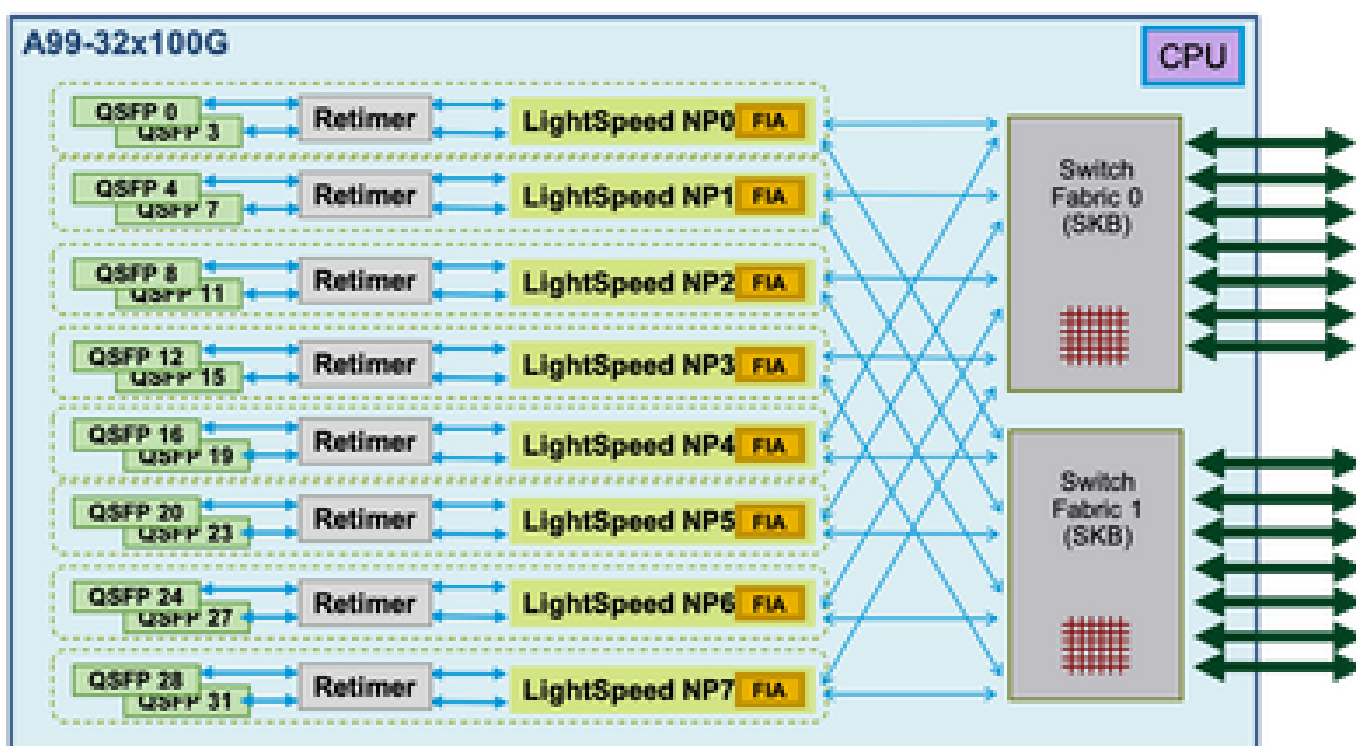 A99-32x100G
CPU
QSFP 0
QSFP 3
Retimer
LightSpeed NP0
FIA
QSFP 4
QSFP 7
Retimer
LightSpeed NP1
FIA
QSFP 8
QSFP 11
Retimer
LightSpeed NP2
FIA
QSFP 12
QSFP 15
Retimer
LightSpeed NP3
FIA
QSFP 16
QSFP 19
Retimer
LightSpeed NP4
FIA
QSFP 20
QSFP 23
Retimer
LightSpeed NP5
FIA
QSFP 24
QSFP 27
Retimer
LightSpeed NP6
FIA
QSFP 28
QSFP 31
Retimer
LightSpeed NP7
FIA
Switch
Fabric 0
(SKB)
Switch
Fabric 1
(SKB)